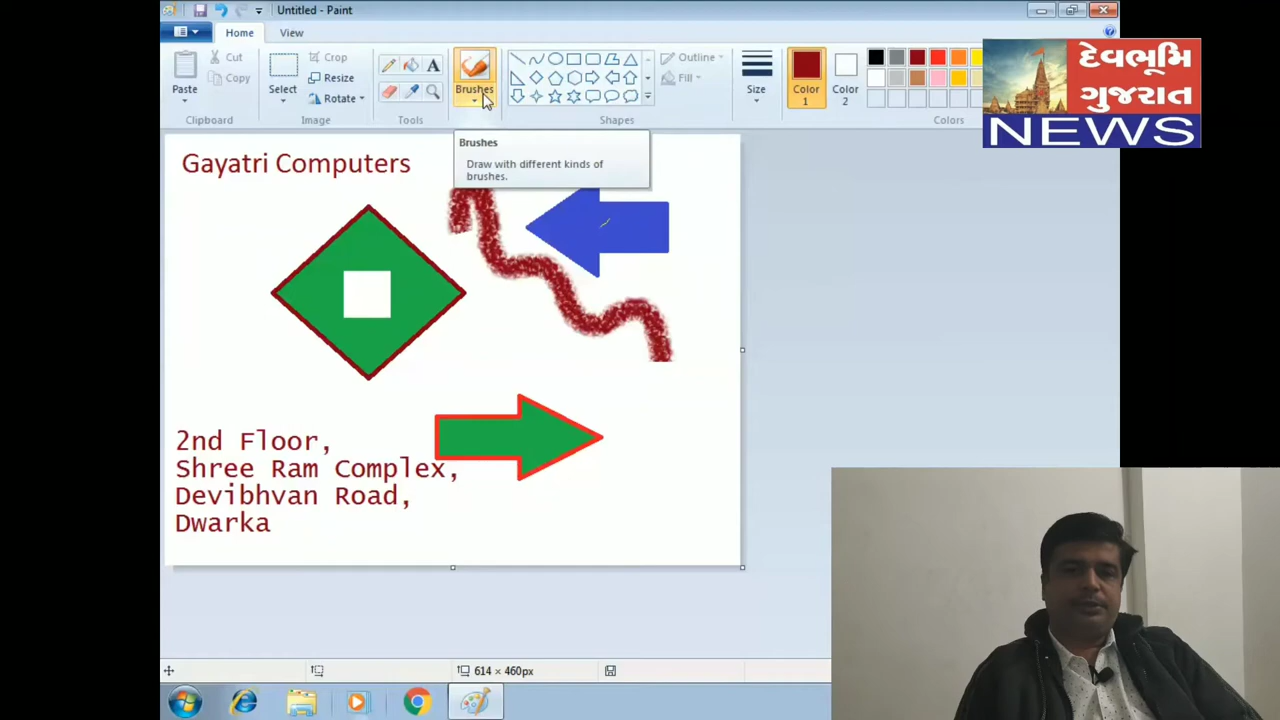 Untitled - Paint
Home
View
Paste
Cut
Copy
Clipboard
Select
Crop
Resize
Rotate
Image
A
Tools
Brushes
Shapes
Outline
Fill
Size
Color 1
Color 2
Colors
દેવભૂમિ
ગુજરાત
NEWS
Brushes
Draw with different kinds of
brushes.
Gayatri Computers
2nd Floor,
Shree Ram Complex,
Devibhvan Road,
Dwarka
614 × 460px